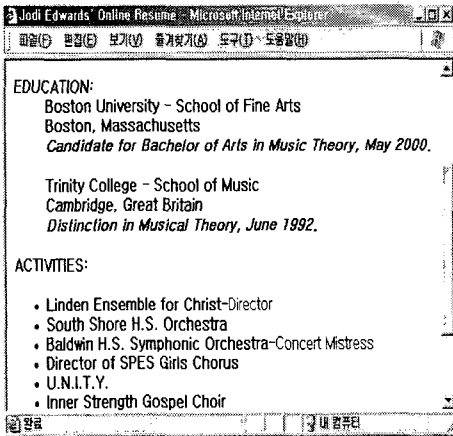 Jodi Edwards' Online Resume - Microsoft Internet Explorer
파일(F) 편집(E) 보기(V) 즐겨찾기(A) 도구(T) 도움말(H)
EDUCATION:
Boston University - School of Fine Arts
Boston, Massachusetts
Candidate for Bachelor of Arts in Music Theory, May 2000.
Trinity College - School of Music
Cambridge, Great Britain
Distinction in Musical Theory, June 1992.
ACTIVITIES:
• Linden Ensemble for Christ-Director
• South Shore H.S. Orchestra
• Baldwin H.S. Symphonic Orchestra-Concert Mistress
• Director of SPES Girls Chorus
• U.N.I.T.Y.
• Inner Strength Gospel Choir
완료 내 컴퓨터